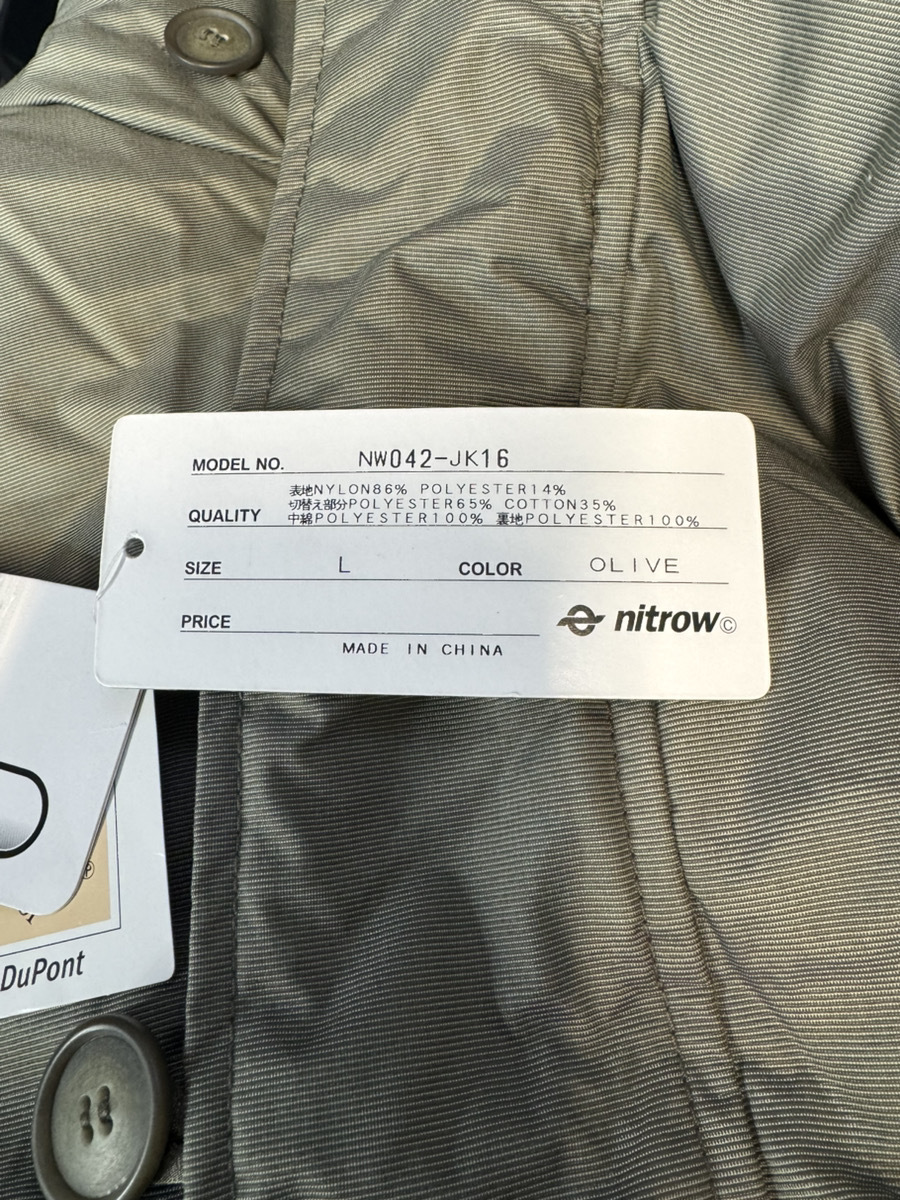 MODEL NO. NW042-JK16
表地NYLON86% POLYESTER14%
切替え部分POLYESTER65% COTTON35%
QUALITY 中綿POLYESTER100% 裏地POLYESTER100%
SIZE L COLOR OLIVE
PRICE nitrow©
MADE IN CHINA
®
DuPont